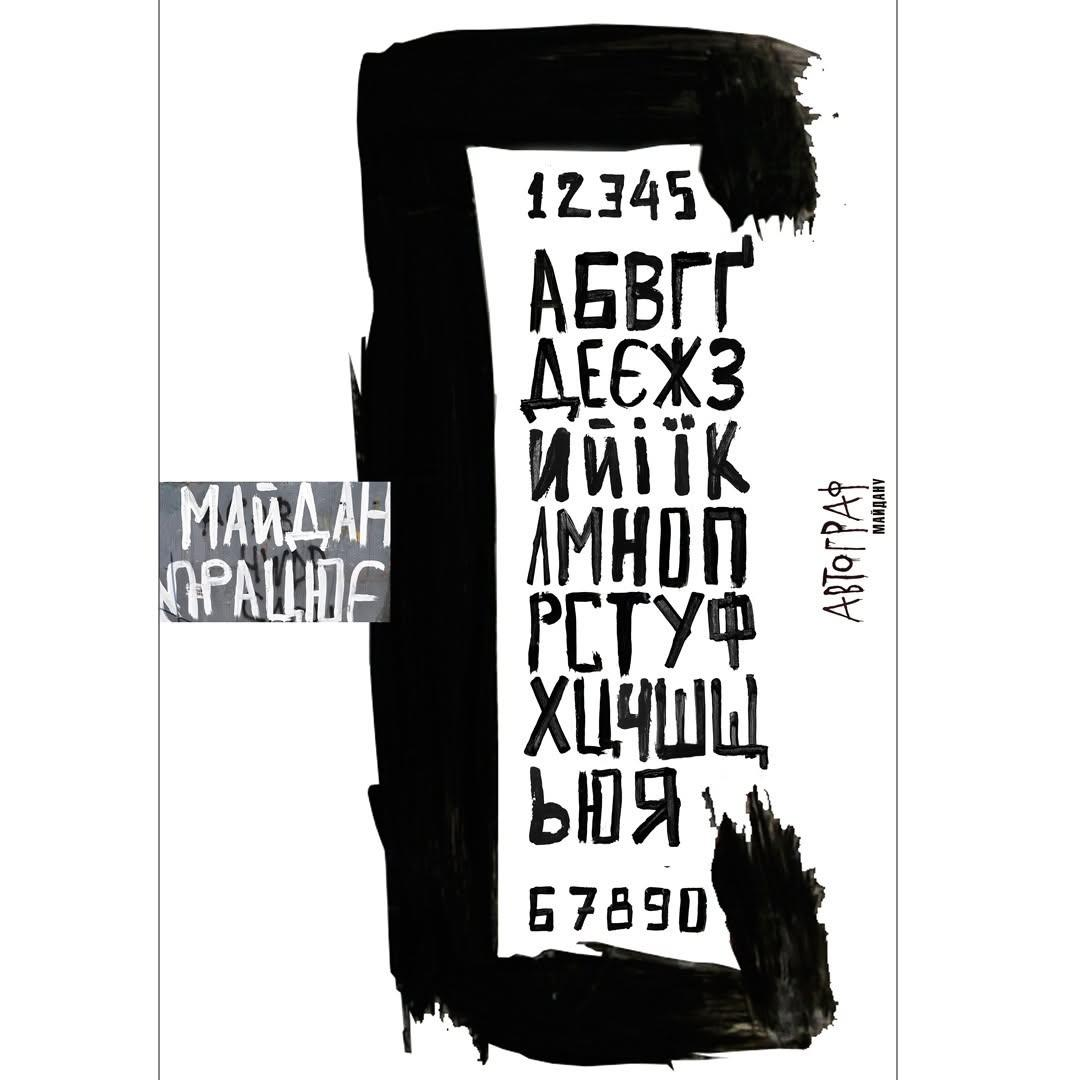 12345
АБВГҐ
ДЕЄЖЗ
ИЙІЇК
ЛМНОП
РСТУФ
ХЦЧШЩ
ЬЮЯ
67890
МАЙДАН
ПРАЦЮЄ
АВТОГРАФ
МАЙДАНУ